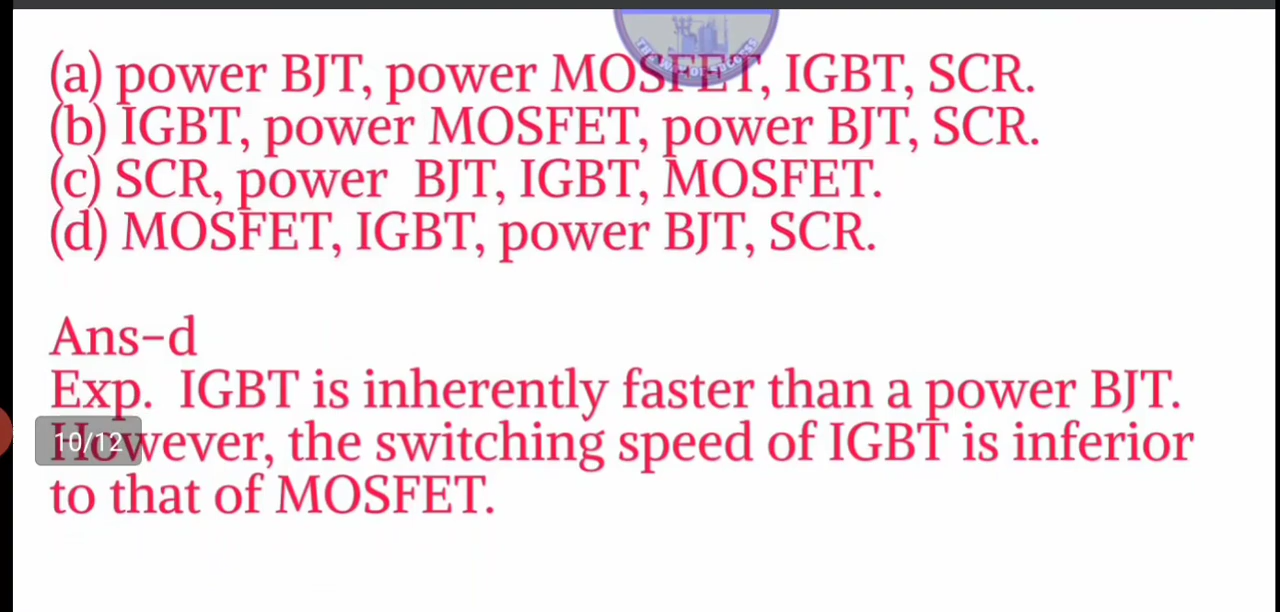 (a) power BJT, power MOSFET, IGBT, SCR.
(b) IGBT, power MOSFET, power BJT, SCR.
(c) SCR, power  BJT, IGBT, MOSFET.
(d) MOSFET, IGBT, power BJT, SCR.
Ans-d
Exp.  IGBT is inherently faster than a power BJT.
However, the switching speed of IGBT is inferior
to that of MOSFET.
10/12